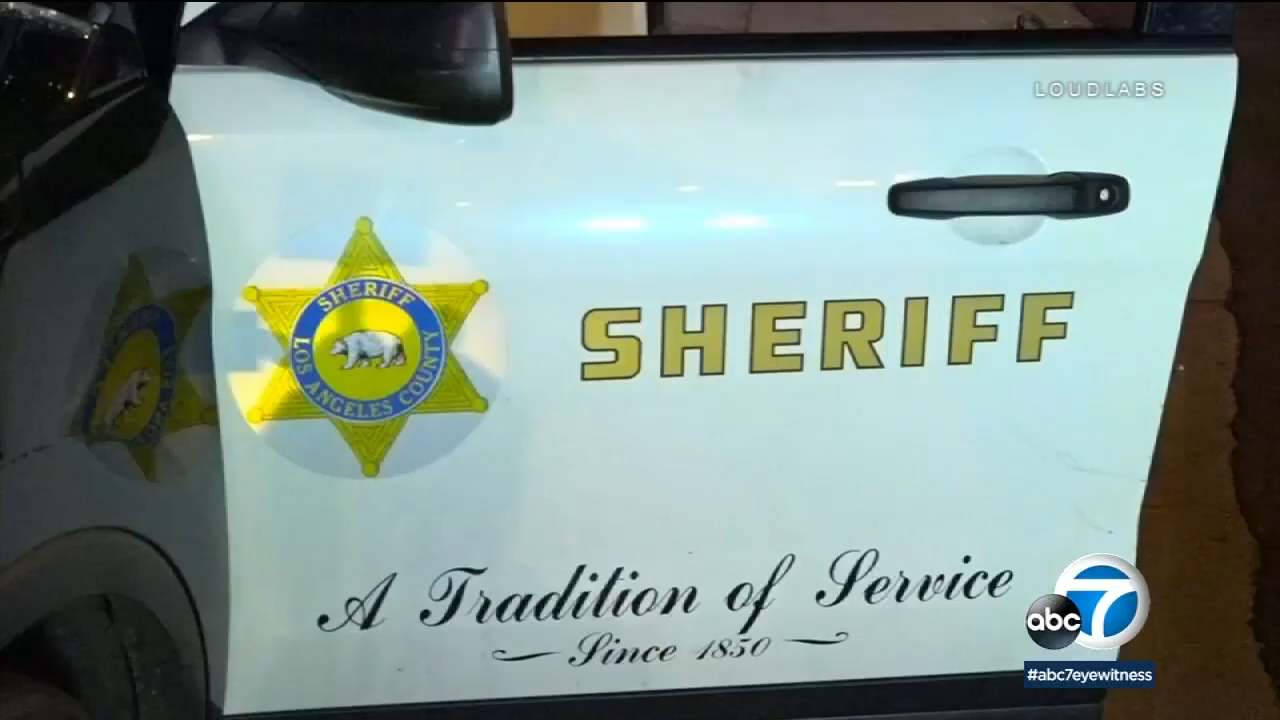 LOUDLABS
SHERIFF
LOS ANGELES COUNTY
SHERIFF
A Tradition of Service
Since 1850
abc 7
#abc7eyewitness